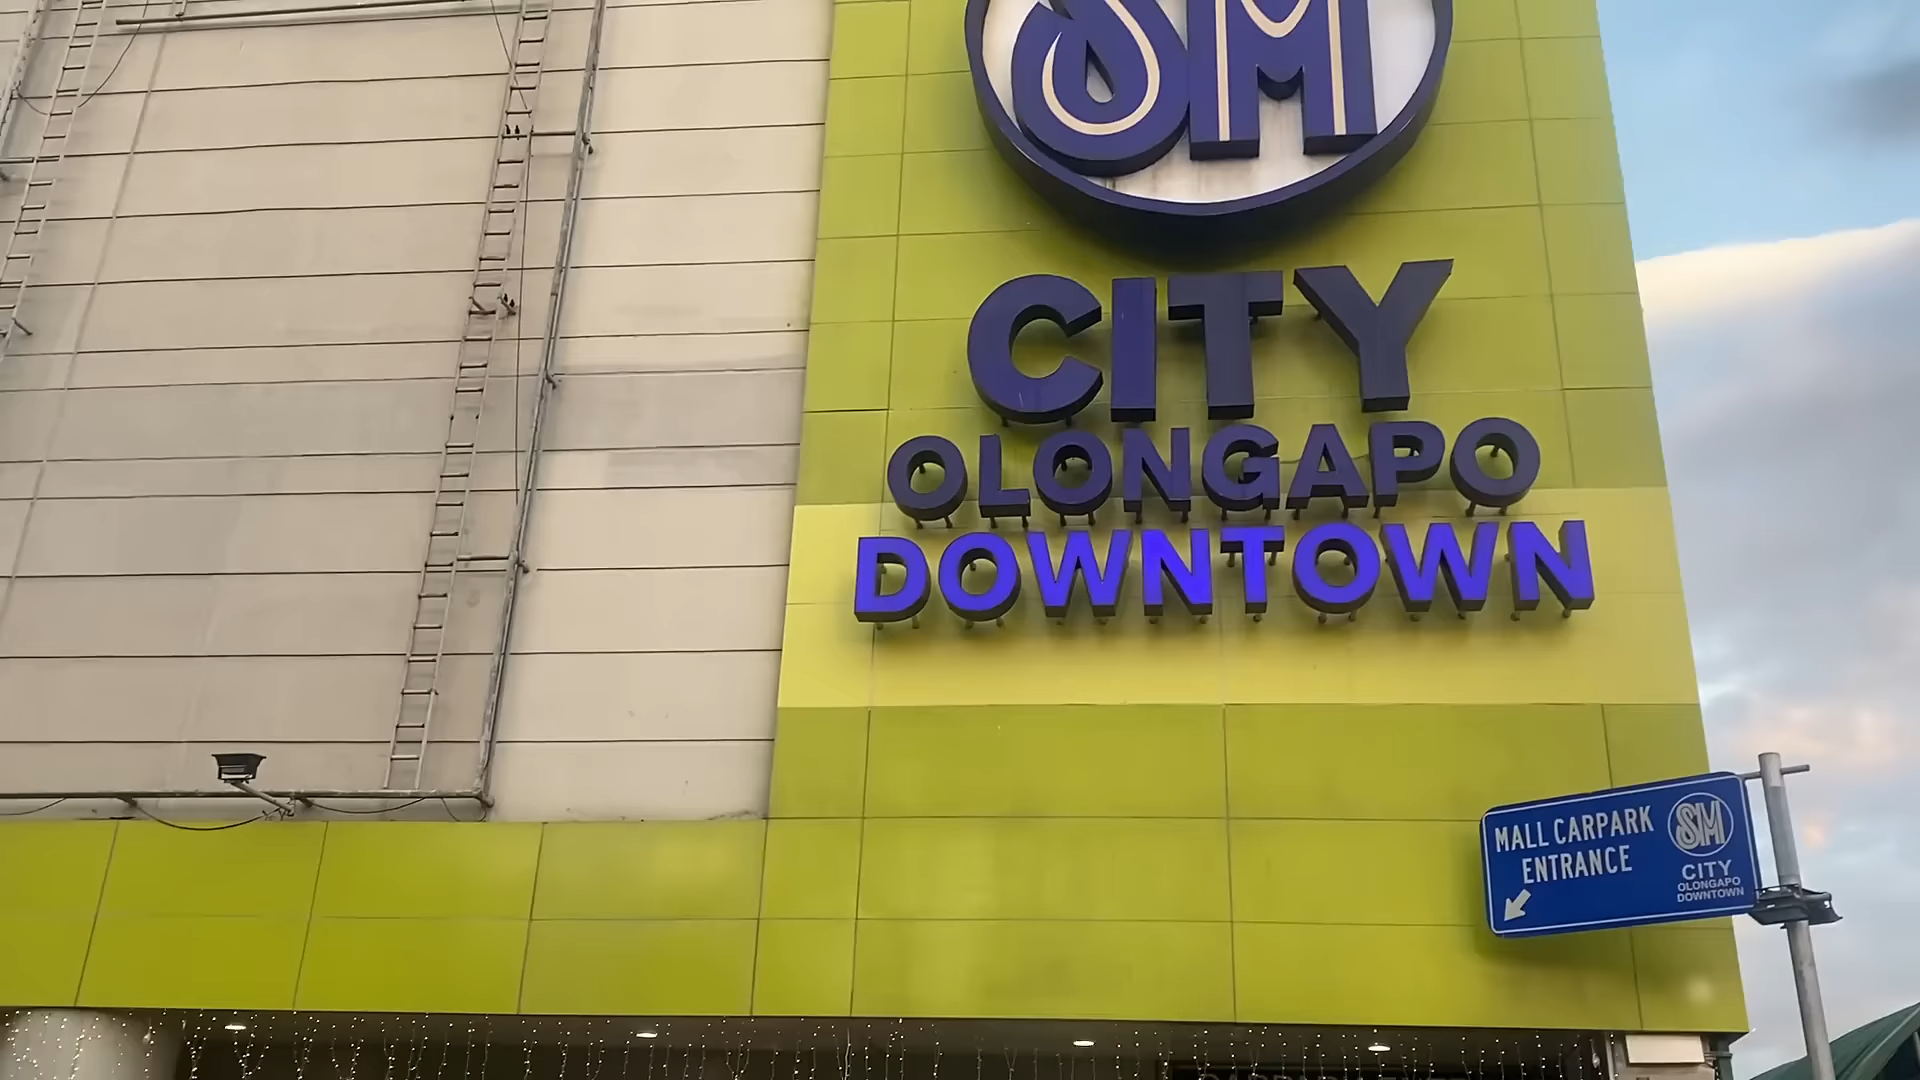 SM
CITY
OLONGAPO
DOWNTOWN
MALL CARPARK
ENTRANCE
SM
CITY
OLONGAPO
DOWNTOWN